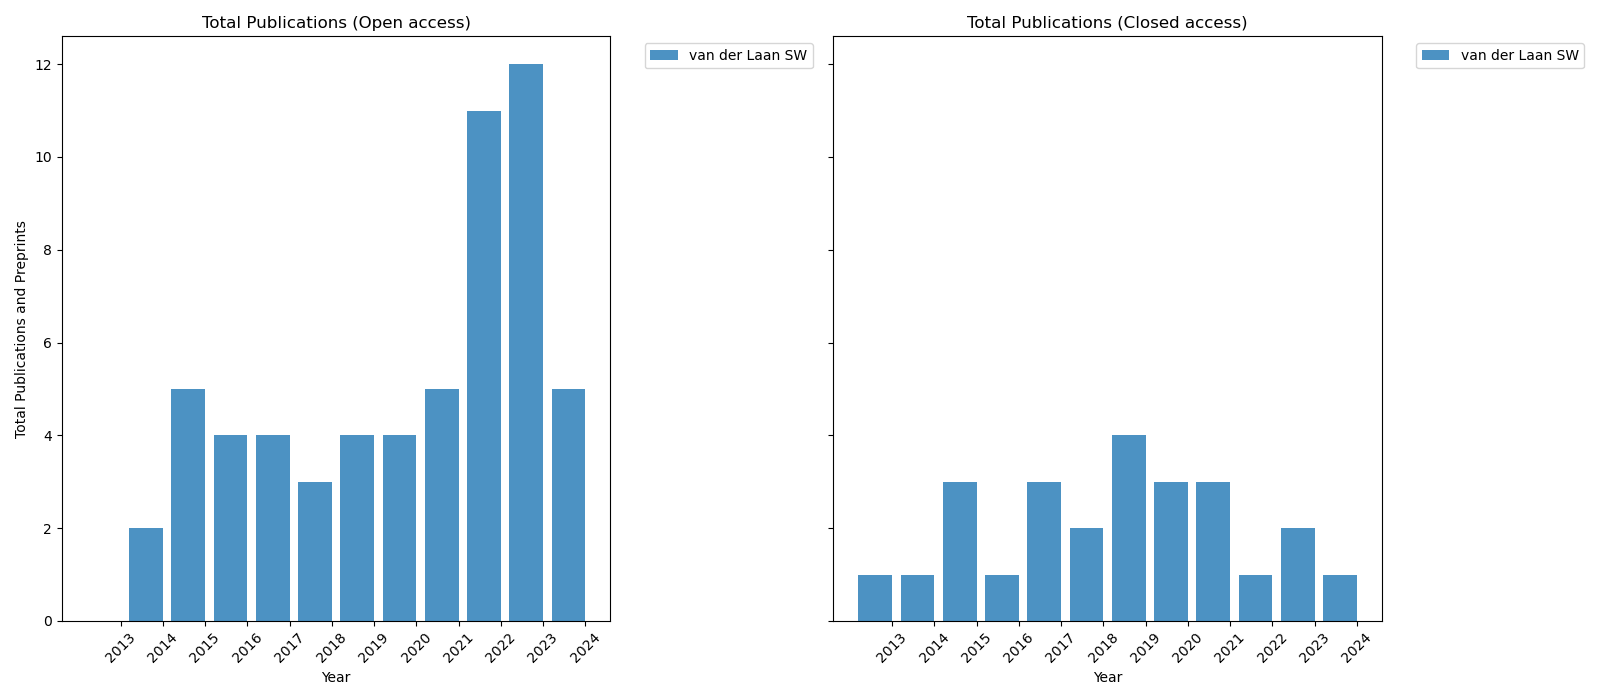 Total Publications (Open access)
van der Laan SW
Total Publications and Preprints
12
10
8
6
4
2
0
2013 2014 2015 2016 2017 2018 2019 2020 2021 2022 2023 2024
Year
Total Publications (Closed access)
van der Laan SW
2013 2014 2015 2016 2017 2018 2019 2020 2021 2022 2023 2024
Year